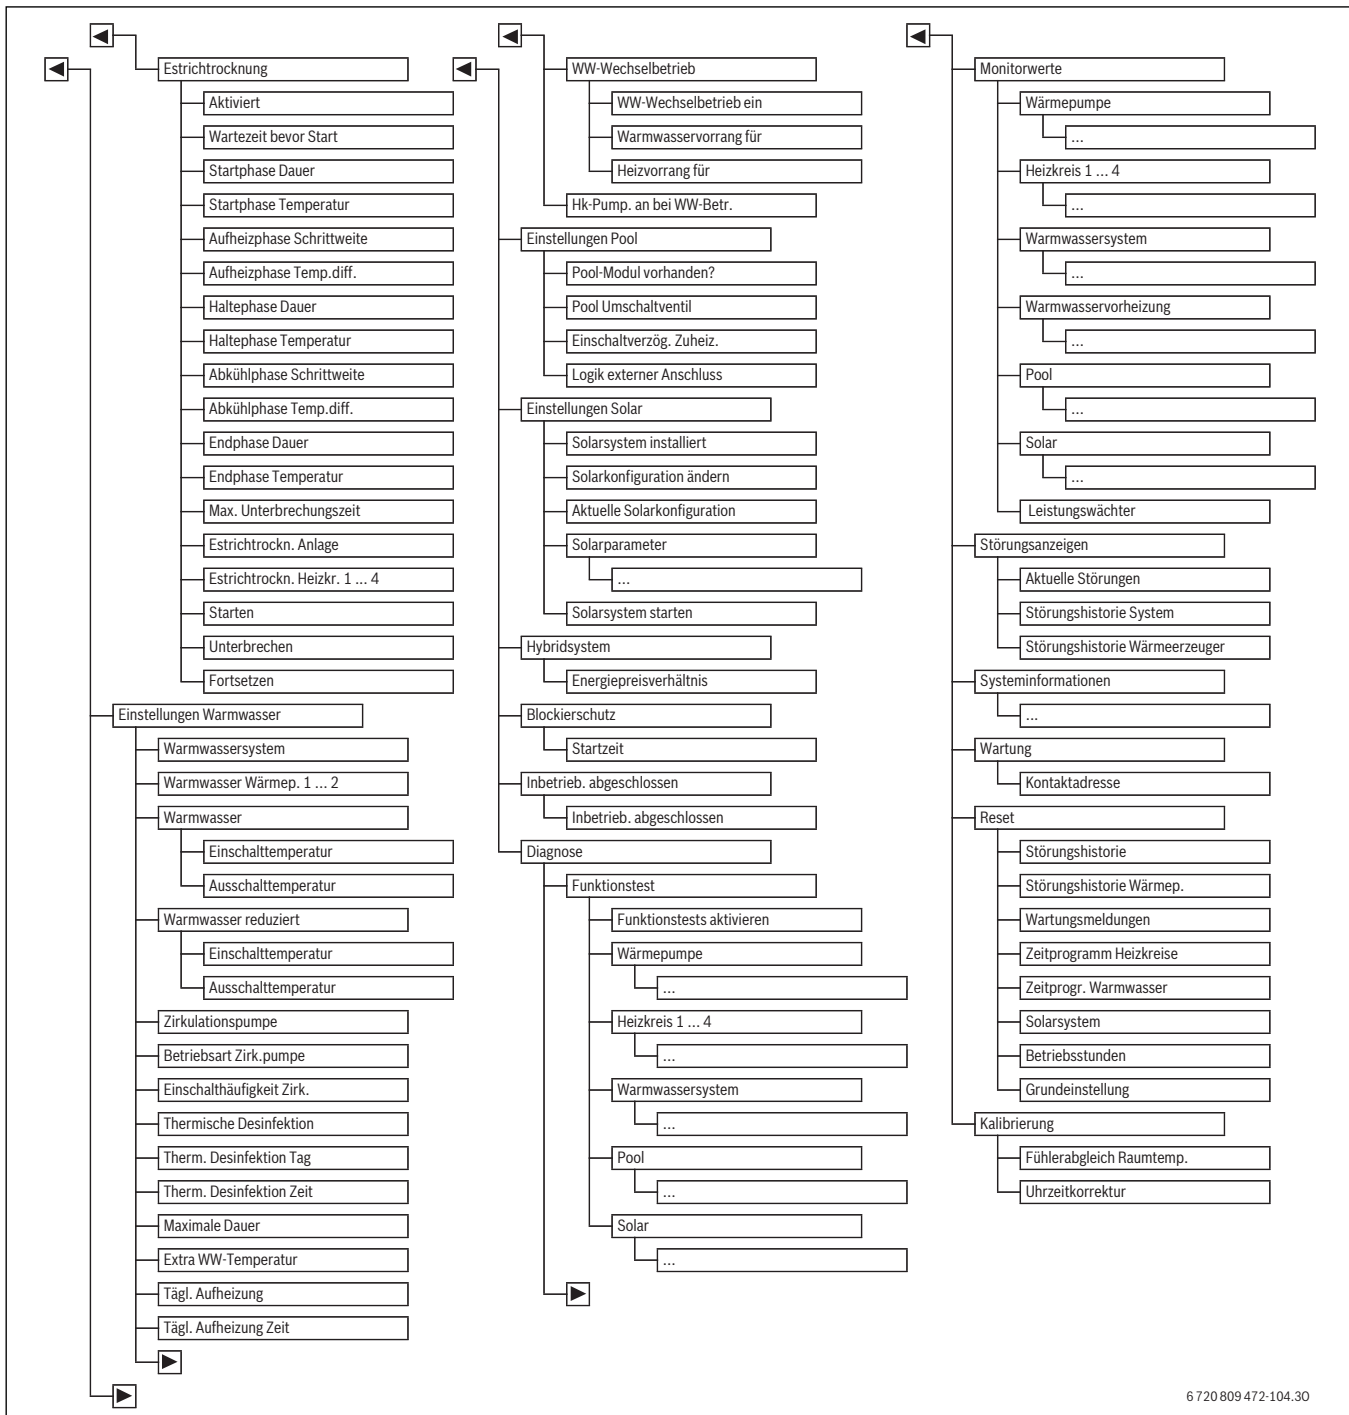 Estrichtrocknung
Aktiviert
Wartezeit bevor Start
Startphase Dauer
Startphase Temperatur
Aufheizphase Schrittweite
Aufheizphase Temp.diff.
Haltephase Dauer
Haltephase Temperatur
Abkühlphase Schrittweite
Abkühlphase Temp.diff.
Endphase Dauer
Endphase Temperatur
Max. Unterbrechungszeit
Estrichtrockn. Anlage
Estrichtrockn. Heizkr. 1 ... 4
Starten
Unterbrechen
Fortsetzen
Einstellungen Warmwasser
Warmwassersystem
Warmwasser Wärmep. 1 ... 2
Warmwasser
Einschalttemperatur
Ausschalttemperatur
Warmwasser reduziert
Einschalttemperatur
Ausschalttemperatur
Zirkulationspumpe
Betriebsart Zirk.pumpe
Einschalthäufigkeit Zirk.
Thermische Desinfektion
Therm. Desinfektion Tag
Therm. Desinfektion Zeit
Maximale Dauer
Extra WW-Temperatur
Tägl. Aufheizung
Tägl. Aufheizung Zeit
WW-Wechselbetrieb
WW-Wechselbetrieb ein
Warmwasservorrang für
Heizvorrang für
Hk-Pump. an bei WW-Betr.
Einstellungen Pool
Pool-Modul vorhanden?
Pool Umschaltventil
Einschaltverzög. Zuheiz.
Logik externer Anschluss
Einstellungen Solar
Solarsystem installiert
Solarkonfiguration ändern
Aktuelle Solarkonfiguration
Solarparameter
...
Solarsystem starten
Hybridsystem
Energiepreisverhältnis
Blockierschutz
Startzeit
Inbetrieb. abgeschlossen
Inbetrieb. abgeschlossen
Diagnose
Funktionstest
Funktionstests aktivieren
Wärmepumpe
...
Heizkreis 1 ... 4
...
Warmwassersystem
...
Pool
...
Solar
...
Monitorwerte
Wärmepumpe
...
Heizkreis 1 ... 4
...
Warmwassersystem
...
Warmwasservorheizung
...
Pool
...
Solar
...
Leistungswächter
Störungsanzeigen
Aktuelle Störungen
Störungshistorie System
Störungshistorie Wärmeerzeuger
Systeminformationen
...
Wartung
Kontaktadresse
Reset
Störungshistorie
Störungshistorie Wärmep.
Wartungsmeldungen
Zeitprogramm Heizkreise
Zeitprogr. Warmwasser
Solarsystem
Betriebsstunden
Grundeinstellung
Kalibrierung
Fühlerabgleich Raumtemp.
Uhrzeitkorrektur
6 720 809 472-104.3O